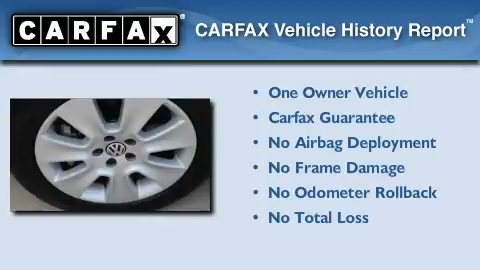 CARFAX® CARFAX Vehicle History Report™
• One Owner Vehicle
• Carfax Guarantee
• No Airbag Deployment
• No Frame Damage
• No Odometer Rollback
• No Total Loss